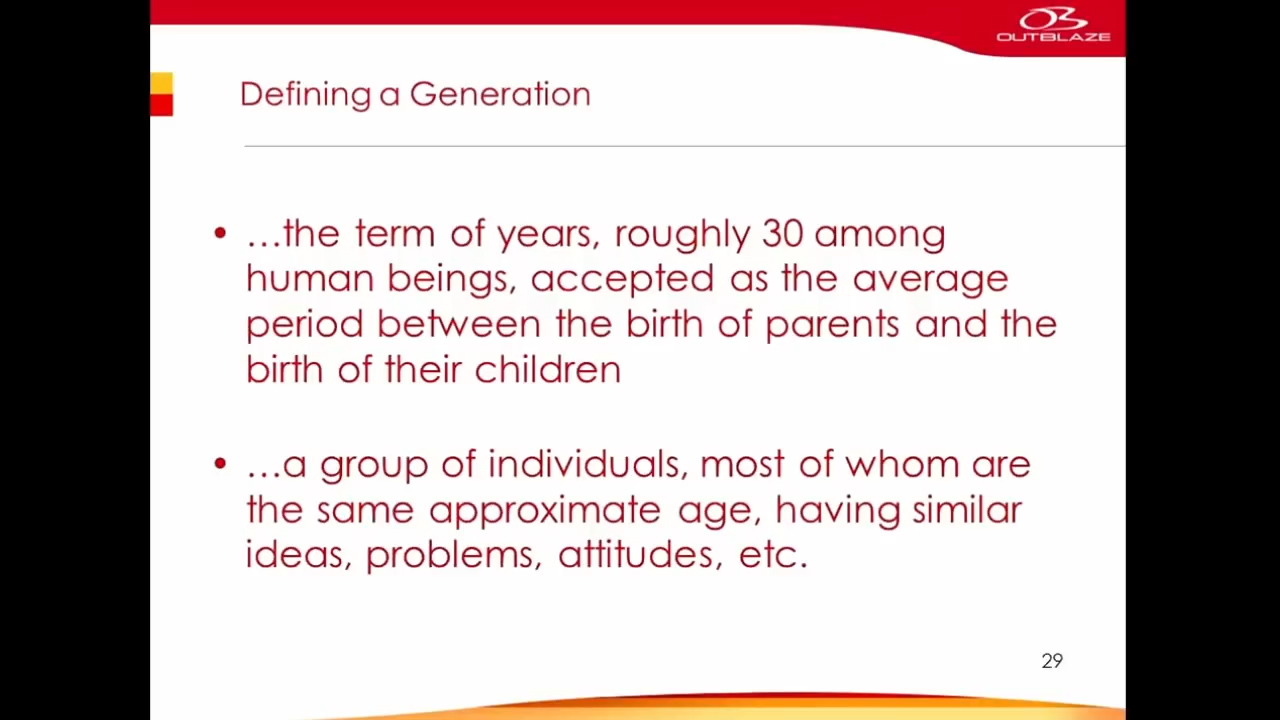 OUTBLAZE
Defining a Generation
• …the term of years, roughly 30 among
human beings, accepted as the average
period between the birth of parents and the
birth of their children
• …a group of individuals, most of whom are
the same approximate age, having similar
ideas, problems, attitudes, etc.
29